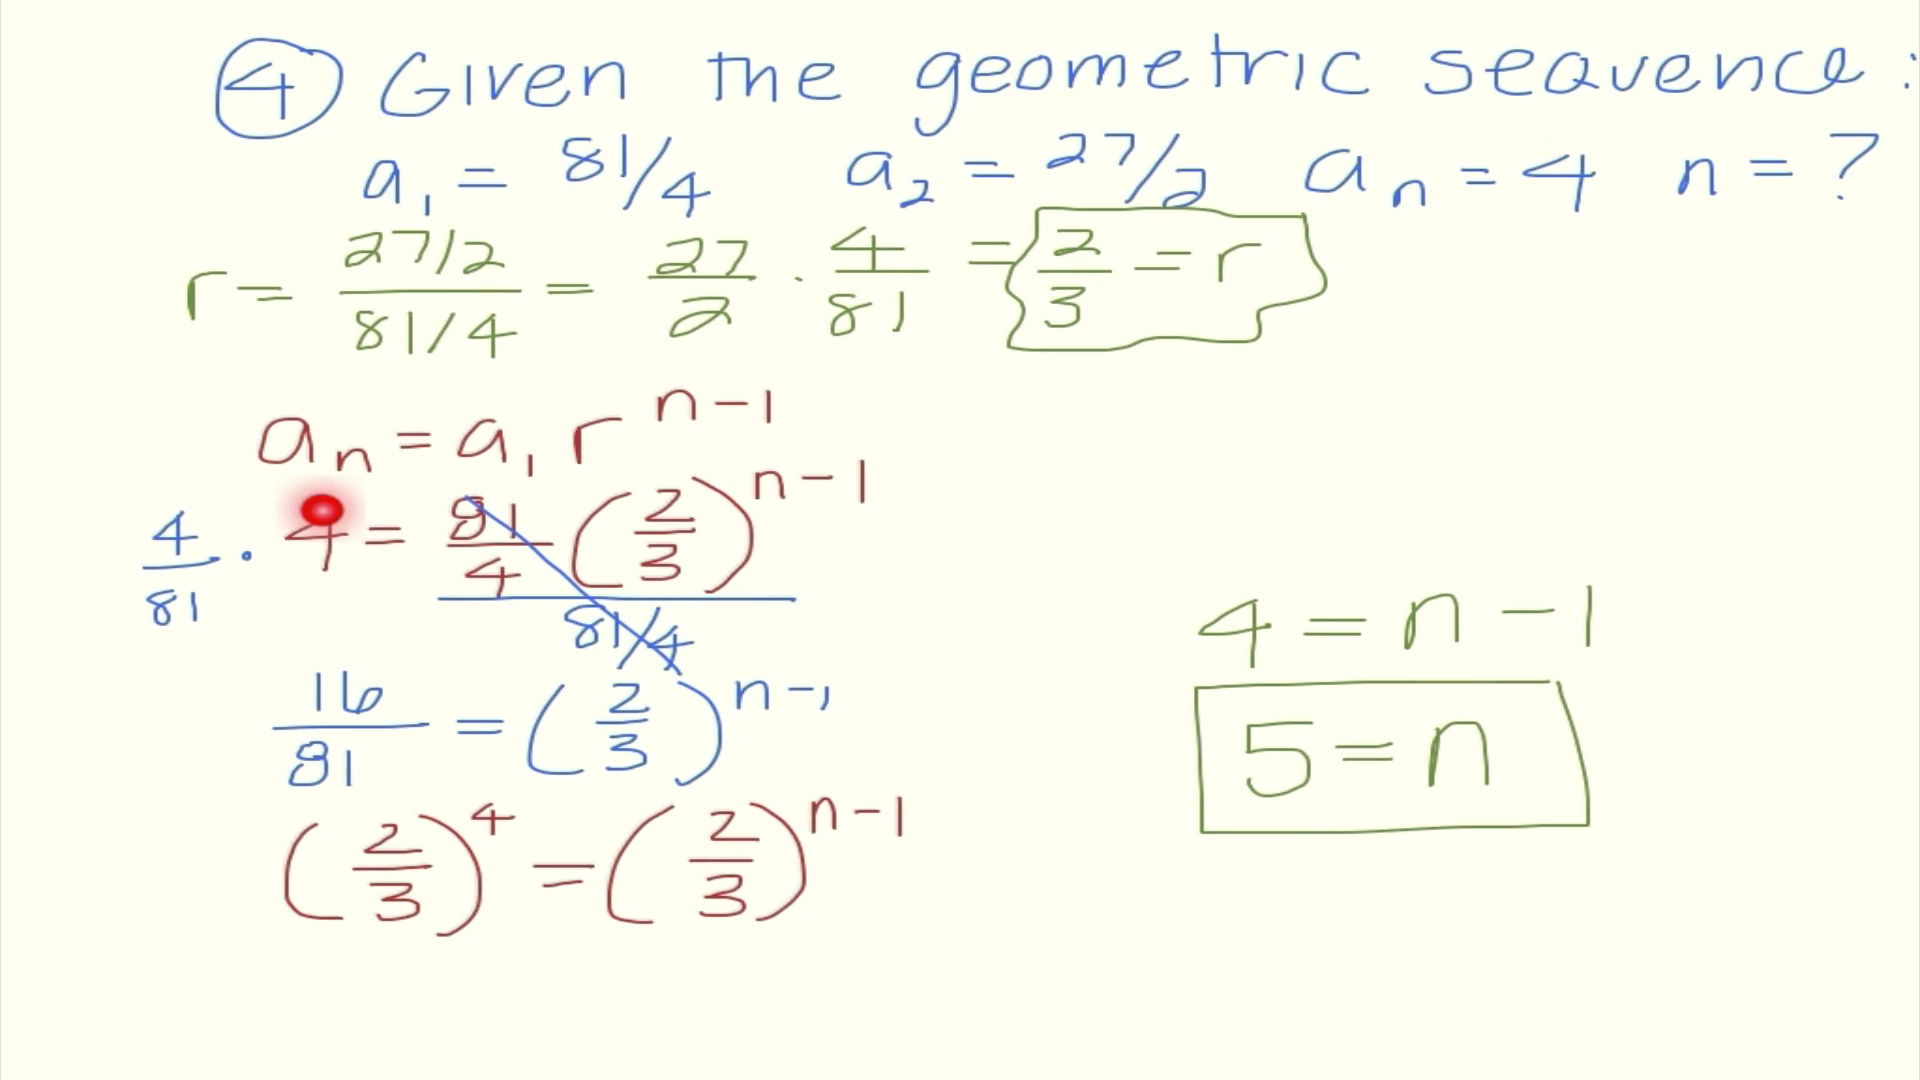 ④ Given the geometric sequence:
a₁ = 81/4 a₂ = 27/2 aₙ = 4 n = ?
r = (27/2)/(81/4) = 27/2 · 4/81 = 2/3 = r
aₙ = a₁ r^(n-1)
4/81 · 4 = 81/4 (2/3)^(n-1)
81/4
16/81 = (2/3)^(n-1)
(2/3)^4 = (2/3)^(n-1)
4 = n - 1
5 = n